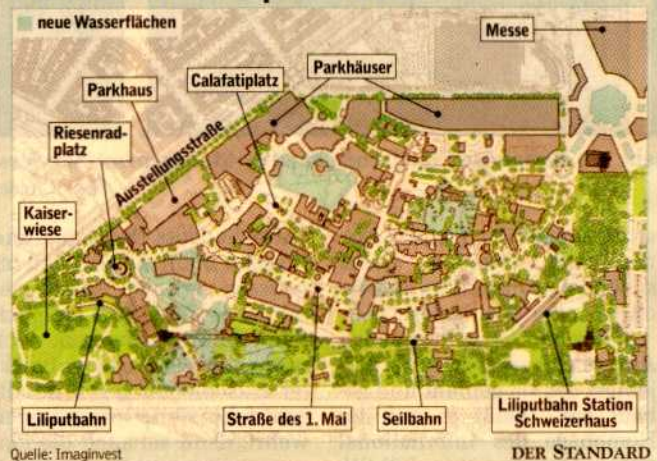 neue Wasserflächen
Messe
Parkhäuser
Calafatiplatz
Parkhaus
Riesenrad-
platz
Ausstellungsstraße
Kaiser-
wiese
Liliputbahn
Straße des 1. Mai
Seilbahn
Liliputbahn Station
Schweizerhaus
Quelle: Imaginvest
DER STANDARD